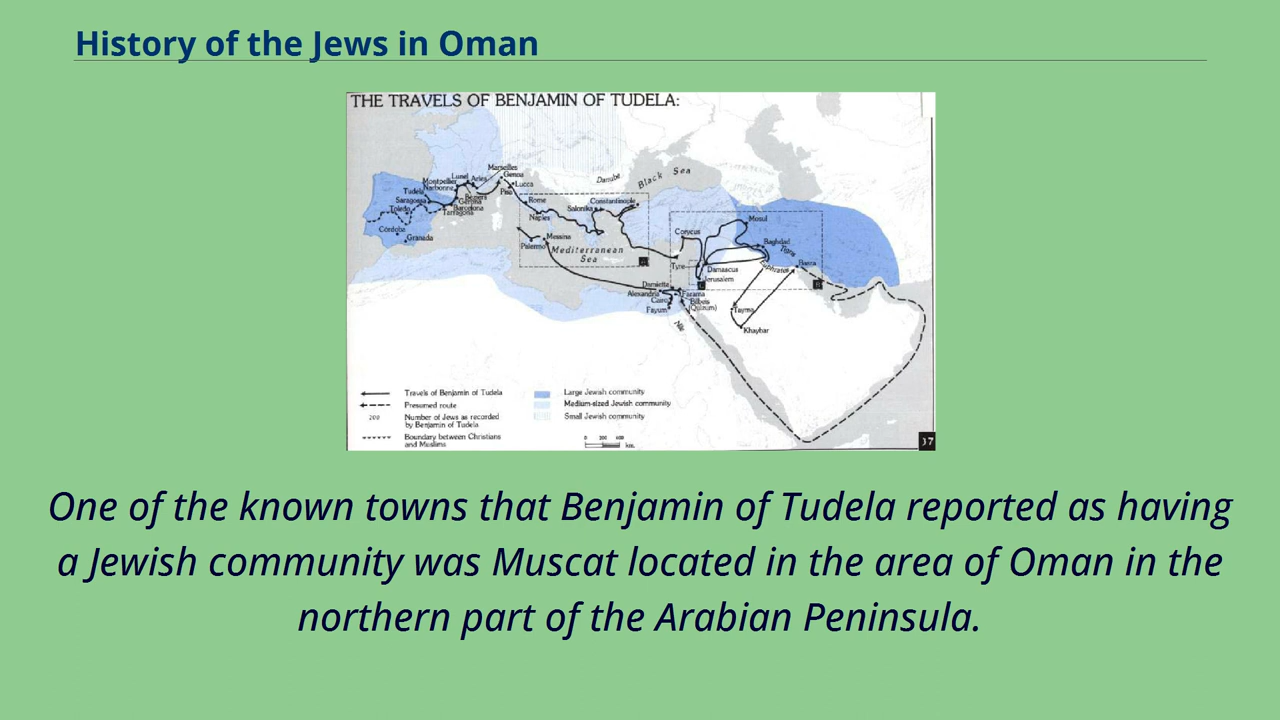 History of the Jews in Oman
THE TRAVELS OF BENJAMIN OF TUDELA:
Black Sea
Danube
Marseilles
Genoa
Lunel Arles
Montpellier
Narbonne
Lucca
Pisa
Tudela
Saragossa
Beziers
Gerona
Barcelona
Tarragona
Toledo
Cordoba
Granada
Rome
Naples
Salonika
Constantinople
Messina
Palermo
Mediterranean
Sea
Corycus
Mosul
Baghdad
Tigris
Euphrates
Basra
Tyre
Damascus
Jerusalem
Damietta
Alexandria
Cairo
Fayum
Farama
Bilbeis
(Qulzum)
Nile
Tayma
Khaybar
Travels of Benjamin of Tudela
Presumed route
200 Number of Jews as recorded
by Benjamin of Tudela
Boundary between Christians
and Muslims
Large Jewish community
Medium-sized Jewish community
Small Jewish community
0 200 400
km.
17
One of the known towns that Benjamin of Tudela reported as having
a Jewish community was Muscat located in the area of Oman in the
northern part of the Arabian Peninsula.